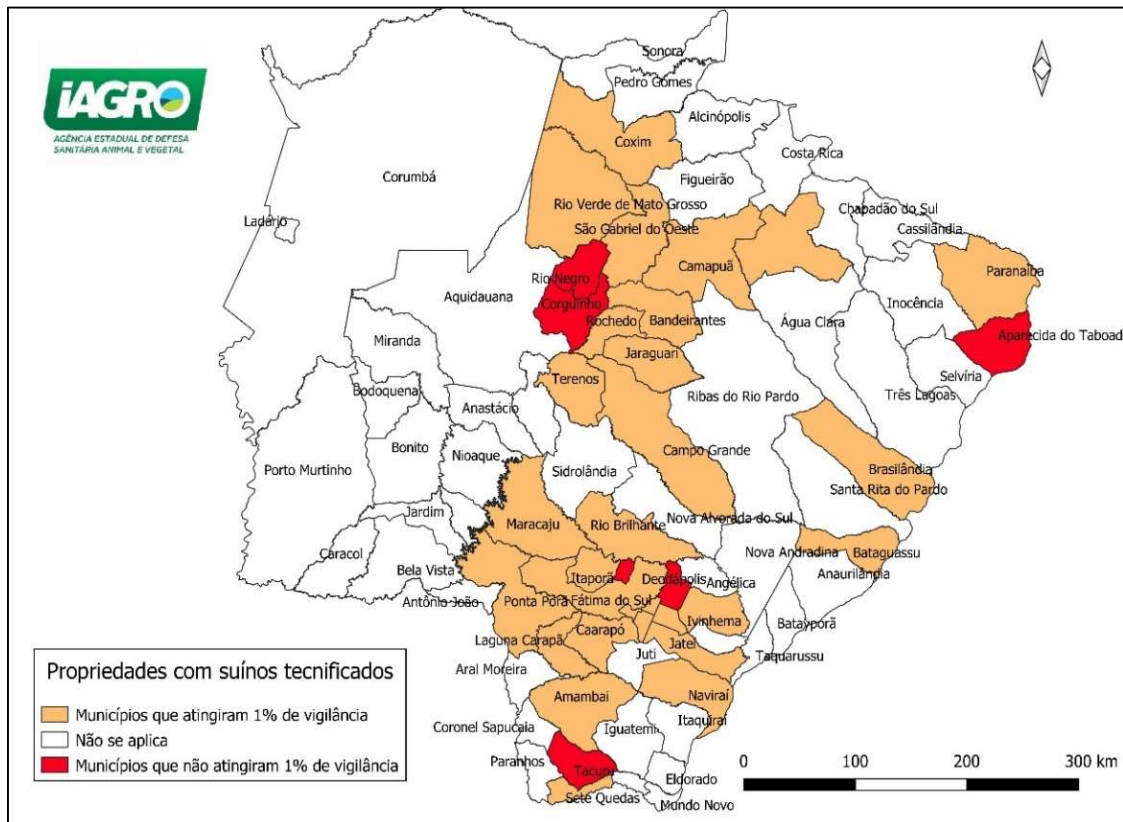 iAGRO
AGÊNCIA ESTADUAL DE DEFESA
SANITÁRIA ANIMAL E VEGETAL
Sonora
Pedro Gomes
Alcinópolis
Coxim
Costa Rica
Corumbá
Figueirão
Ladário
Rio Verde de Mato Grosso
Chapadão do Sul
São Gabriel do Oeste
Cassilândia
Camapuã
Paranaíba
Rio Negro
Aquidauana
Inocência
Corguinho
Rochedo
Bandeirantes
Água Clara
Aparecida do Taboad
Miranda
Jaraguari
Terenos
Selvíria
Bodoquena
Ribas do Rio Pardo
Três Lagoas
Anastácio
Bonito
Campo Grande
Nioaque
Porto Murtinho
Sidrolândia
Brasilândia
Santa Rita do Pardo
Jardim
Nova Alvorada do Sul
Maracaju
Rio Brilhante
Caracol
Nova Andradina
Bataguassu
Bela Vista
Itaporã
Deodápolis
Angélica
Anaurilândia
Antônio João
Ponta Porã
Fátima do Sul
Ivinhema
Batayporã
Laguna Carapã
Caarapó
Jateí
Juti
Taquarussu
Aral Moreira
Amambai
Naviraí
Coronel Sapucaia
Iguatemi
Itaquiraí
Paranhos
Tacuru
Eldorado
Sete Quedas
Mundo Novo
Propriedades com suínos tecnificados
Municípios que atingiram 1% de vigilância
Não se aplica
Municípios que não atingiram 1% de vigilância
0 100 200 300 km